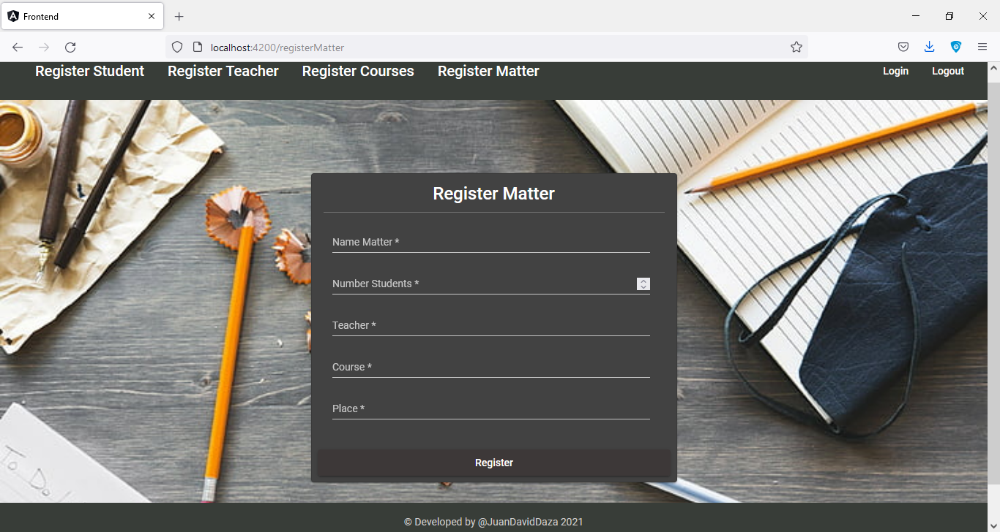 Frontend
localhost:4200/registerMatter
Register Student Register Teacher Register Courses Register Matter Login Logout
Register Matter
Name Matter *
Number Students *
Teacher *
Course *
Place *
Register
To Do
© Developed by @JuanDavidDaza 2021